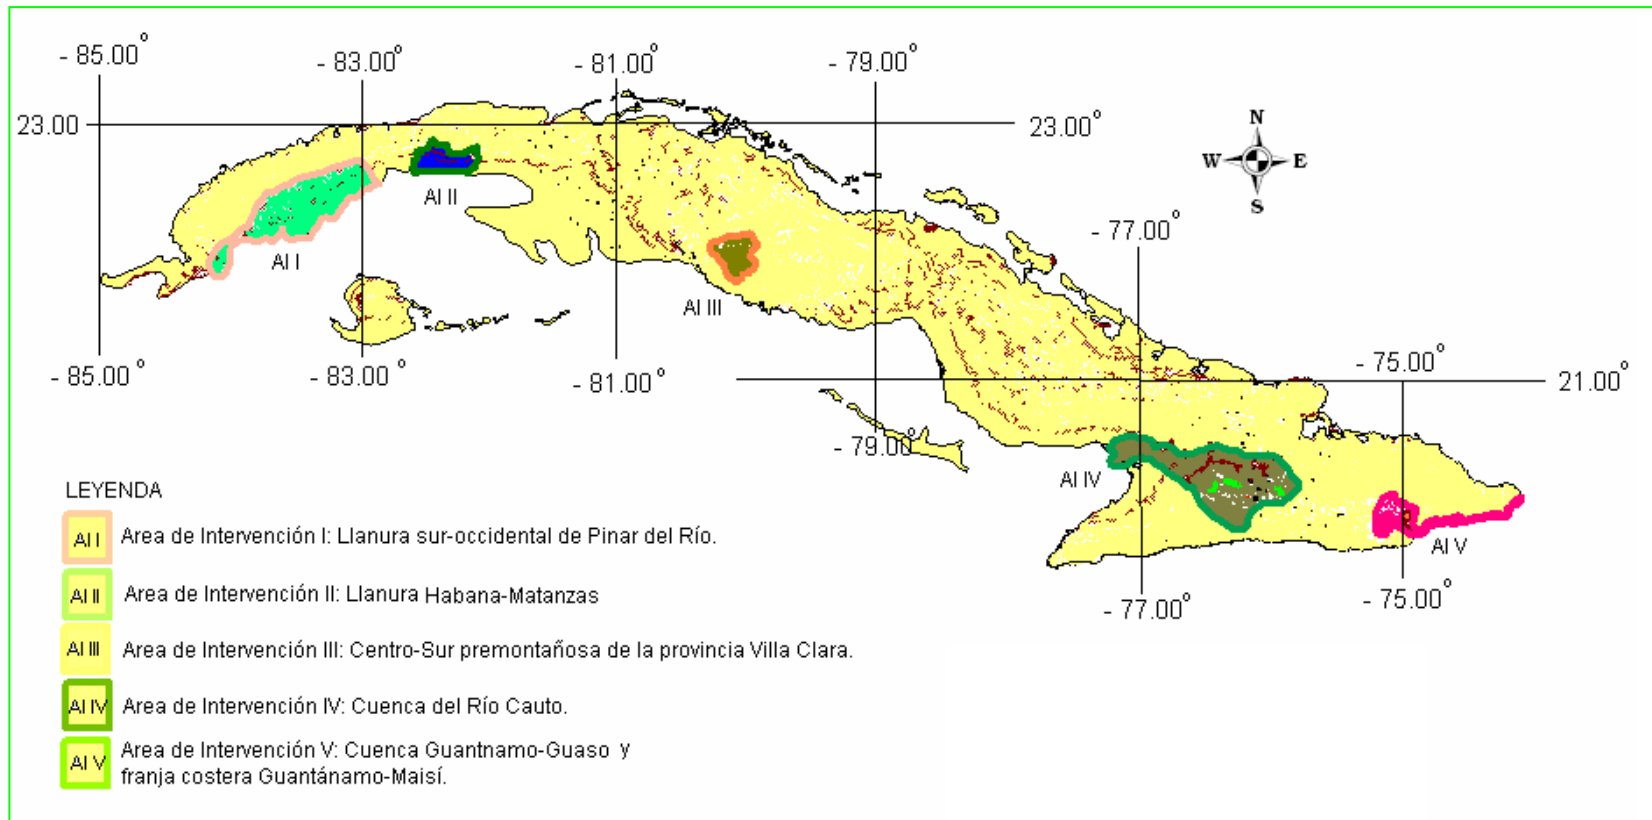 - 85.00°
- 83.00°
- 81.00°
- 79.00°
23.00
23.00°
N
W E
S
AI II
- 77.00°
AI I
AI III
- 85.00°
- 83.00°
- 81.00°
- 75.00°
21.00°
- 79.00°
AI IV
AI V
- 77.00°
- 75.00°
LEYENDA
AI I Area de Intervención I: Llanura sur-occidental de Pinar del Río.
AI II Area de Intervención II: Llanura Habana-Matanzas
AI III Area de Intervención III: Centro-Sur premontañosa de la provincia Villa Clara.
AI IV Area de Intervención IV: Cuenca del Río Cauto.
AI V Area de Intervención V: Cuenca Guantnamo-Guaso y
franja costera Guantánamo-Maisí.